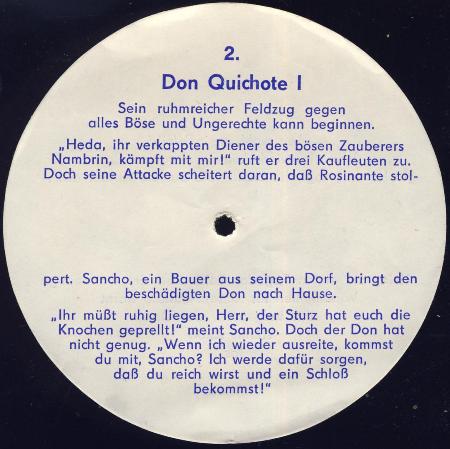 2.
Don Quichote I
Sein ruhmreicher Feldzug gegen
alles Böse und Ungerechte kann beginnen.
„Heda, ihr verkappten Diener des bösen Zauberers
Nambrin, kämpft mit mir!“ ruft er drei Kaufleuten zu.
Doch seine Attacke scheitert daran, daß Rosinante stol-
pert. Sancho, ein Bauer aus seinem Dorf, bringt den
beschädigten Don nach Hause.
„Ihr müßt ruhig liegen, Herr, der Sturz hat euch die
Knochen geprellt!“ meint Sancho. Doch der Don hat
nicht genug. „Wenn ich wieder ausreite, kommst
du mit, Sancho? Ich werde dafür sorgen,
daß du reich wirst und ein Schloß
bekommst!“